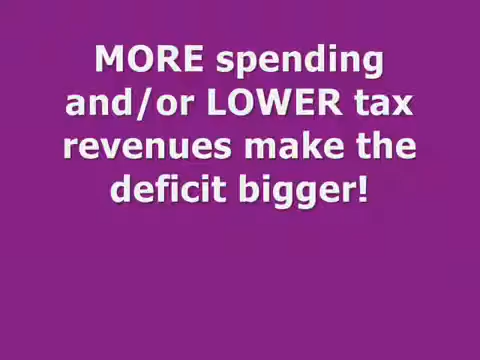 MORE spending
and/or LOWER tax
revenues make the
deficit bigger!